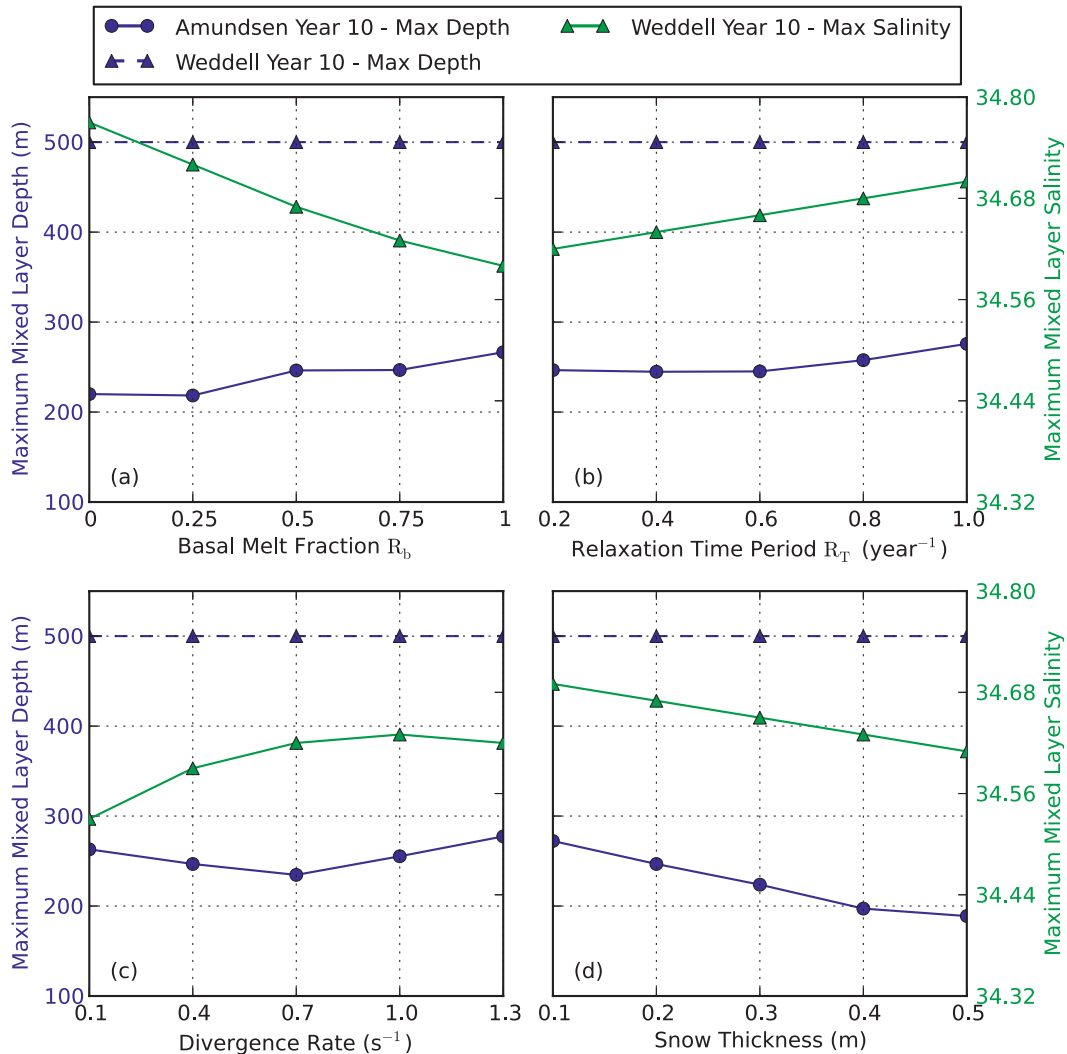 Amundsen Year 10 - Max Depth
Weddell Year 10 - Max Salinity
Weddell Year 10 - Max Depth
Maximum Mixed Layer Depth (m)
500
400
300
200
100
(a)
0
0.25
0.5
0.75
1
Basal Melt Fraction R_b
(b)
0.2
0.4
0.6
0.8
1.0
Relaxation Time Period R_T (year⁻¹)
34.80
34.68
34.56
34.44
34.32
Maximum Mixed Layer Salinity
Maximum Mixed Layer Depth (m)
500
400
300
200
100
(c)
0.1
0.4
0.7
1.0
1.3
Divergence Rate (s⁻¹)
(d)
0.1
0.2
0.3
0.4
0.5
Snow Thickness (m)
34.80
34.68
34.56
34.44
34.32
Maximum Mixed Layer Salinity